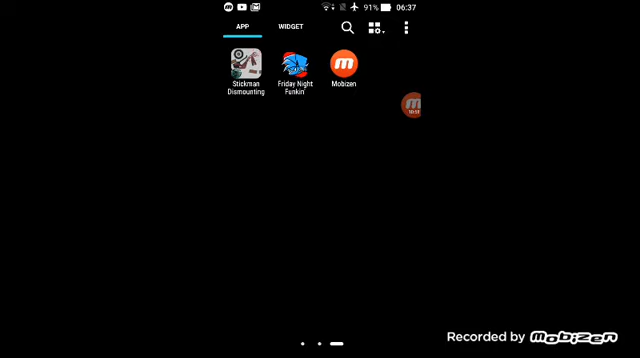 91% 06:37
APP WIDGET
Stickman Dismounting
Friday Night Funkin'
Mobizen
Recorded by Mobizen